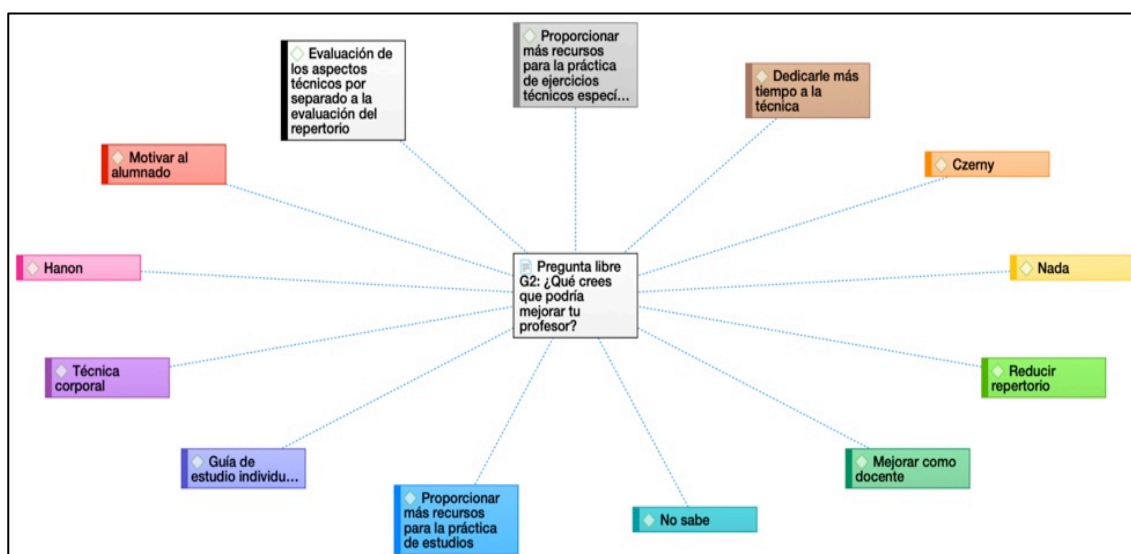 Proporcionar
más recursos
para la práctica
de ejercicios
técnicos especí...
Evaluación de
los aspectos
técnicos por
separado a la
evaluación del
repertorio
Dedicarle más
tiempo a la
técnica
Motivar al
alumnado
Czerny
Hanon
Pregunta libre
G2: ¿Qué crees
que podría
mejorar tu
profesor?
Nada
Técnica
corporal
Reducir
repertorio
Guía de
estudio individu...
Mejorar como
docente
Proporcionar
más recursos
para la práctica
de estudios
No sabe